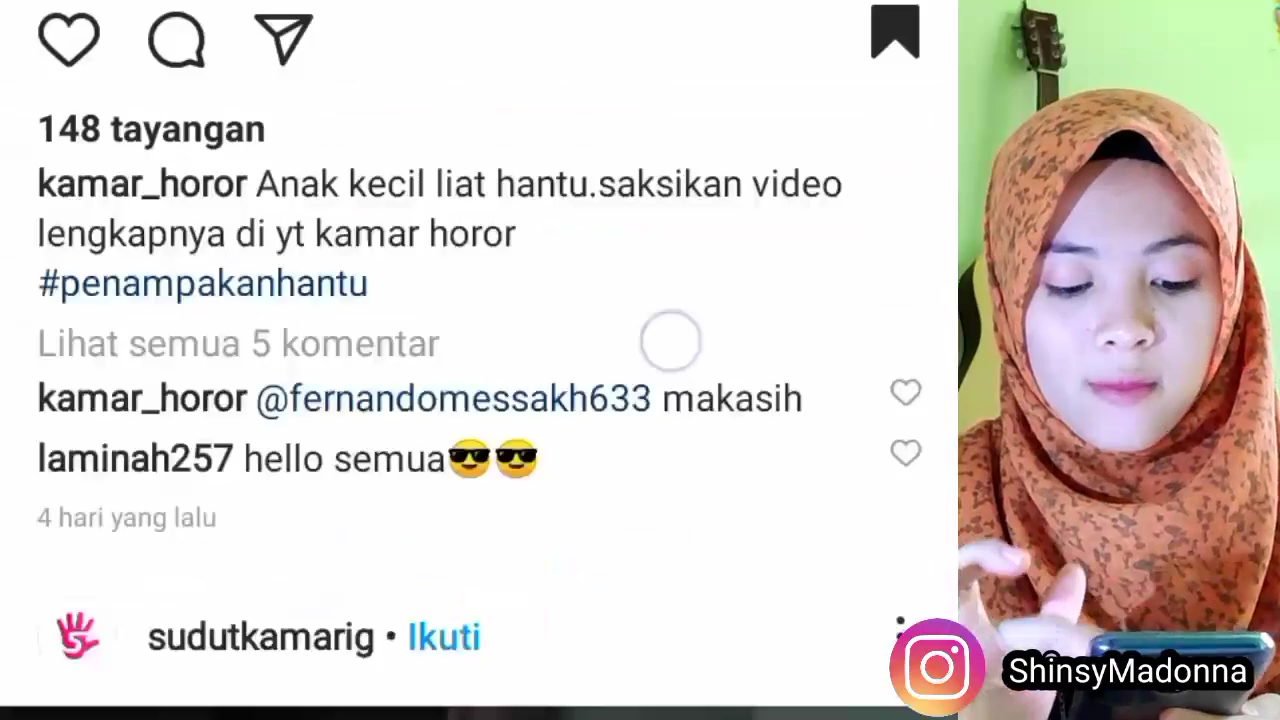 148 tayangan
kamar_horor Anak kecil liat hantu.saksikan video
lengkapnya di yt kamar horor
#penampakanhantu
Lihat semua 5 komentar
kamar_horor @fernandomessakh633 makasih
laminah257 hello semua😎😎
4 hari yang lalu
sudutkamarig • Ikuti
ShinsyMadonna